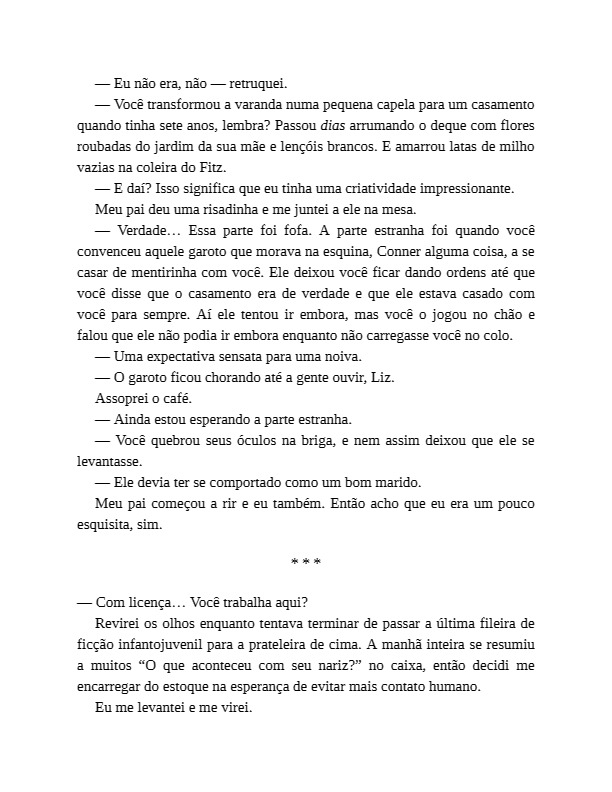 — Eu não era, não — retruquei.
— Você transformou a varanda numa pequena capela para um casamento
quando tinha sete anos, lembra? Passou dias arrumando o deque com flores
roubadas do jardim da sua mãe e lençóis brancos. E amarrou latas de milho
vazias na coleira do Fitz.
— E daí? Isso significa que eu tinha uma criatividade impressionante.
Meu pai deu uma risadinha e me juntei a ele na mesa.
— Verdade… Essa parte foi fofa. A parte estranha foi quando você
convenceu aquele garoto que morava na esquina, Conner alguma coisa, a se
casar de mentirinha com você. Ele deixou você ficar dando ordens até que
você disse que o casamento era de verdade e que ele estava casado com
você para sempre. Aí ele tentou ir embora, mas você o jogou no chão e
falou que ele não podia ir embora enquanto não carregasse você no colo.
— Uma expectativa sensata para uma noiva.
— O garoto ficou chorando até a gente ouvir, Liz.
Assoprei o café.
— Ainda estou esperando a parte estranha.
— Você quebrou seus óculos na briga, e nem assim deixou que ele se
levantasse.
— Ele devia ter se comportado como um bom marido.
Meu pai começou a rir e eu também. Então acho que eu era um pouco
esquisita, sim.
* * *
— Com licença… Você trabalha aqui?
Revirei os olhos enquanto tentava terminar de passar a última fileira de
ficção infantojuvenil para a prateleira de cima. A manhã inteira se resumiu
a muitos “O que aconteceu com seu nariz?” no caixa, então decidi me
encarregar do estoque na esperança de evitar mais contato humano.
Eu me levantei e me virei.